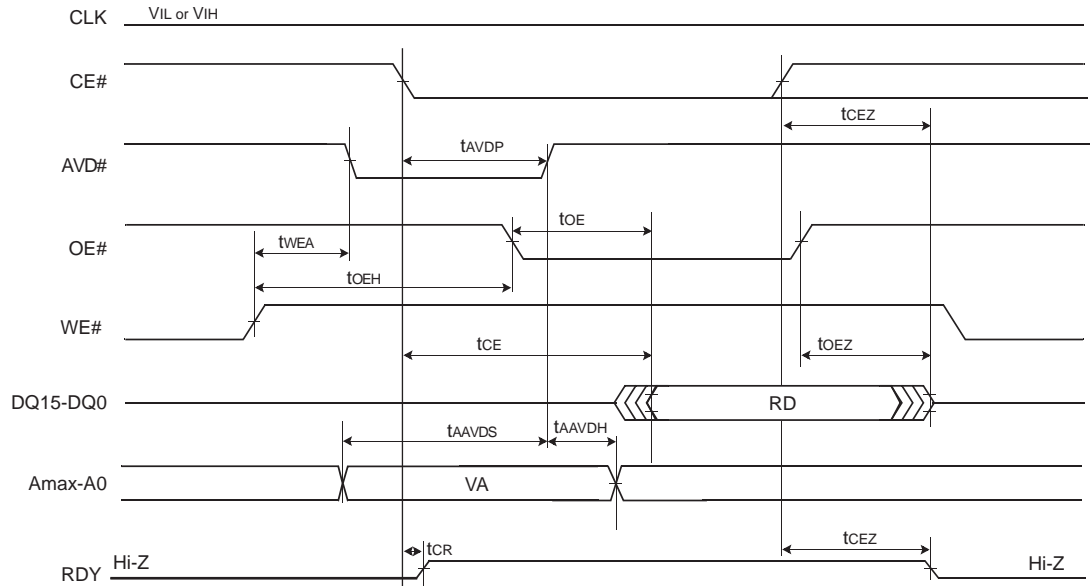 CLK VIL or VIH
CE#
tCEZ
AVD# tAVDP
OE# tOE
tWEA
tOEH
WE#
tCE tOEZ
DQ15-DQ0 RD
tAAVDS tAAVDH
Amax-A0 VA
tCR tCEZ
RDY Hi-Z Hi-Z